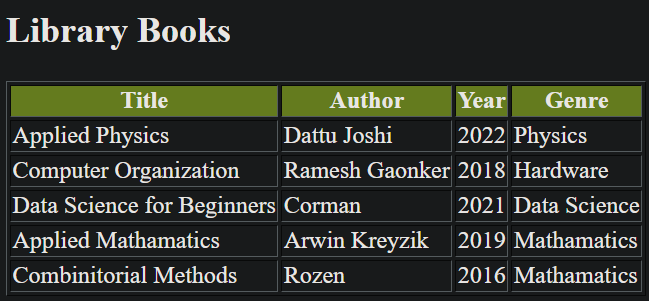 Library Books
Title Author Year Genre
Applied Physics Dattu Joshi 2022 Physics
Computer Organization Ramesh Gaonker 2018 Hardware
Data Science for Beginners Corman 2021 Data Science
Applied Mathamatics Arwin Kreyzik 2019 Mathamatics
Combinitorial Methods Rozen 2016 Mathamatics